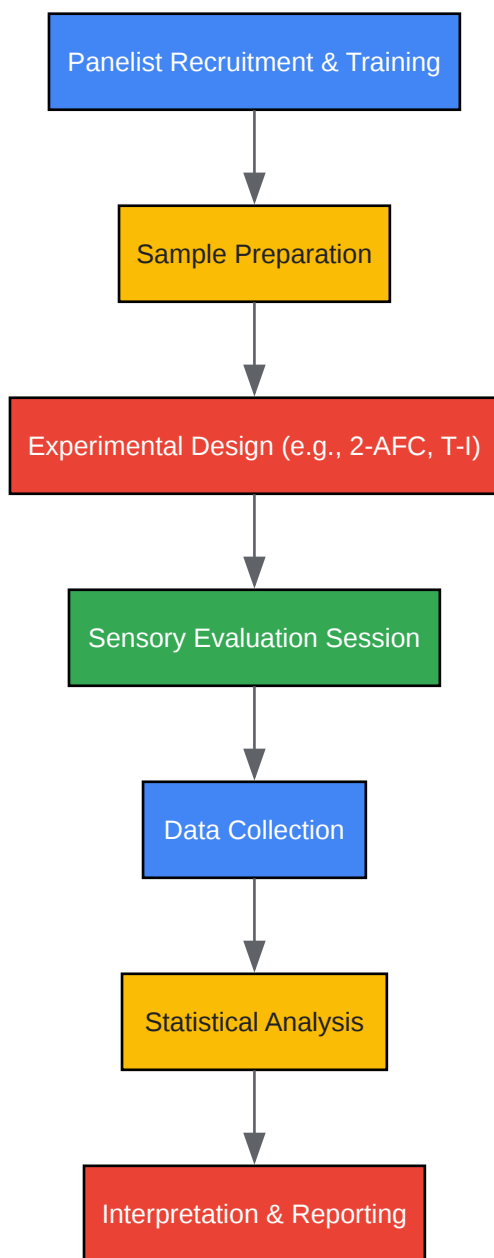 Panelist Recruitment & Training
Sample Preparation
Experimental Design (e.g., 2-AFC, T-I)
Sensory Evaluation Session
Data Collection
Statistical Analysis
Interpretation & Reporting